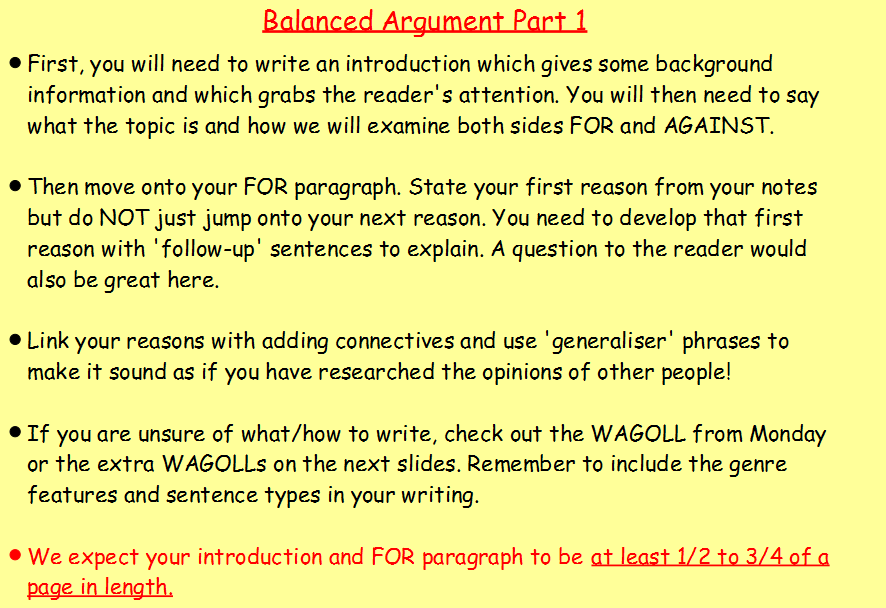 Balanced Argument Part 1
• First, you will need to write an introduction which gives some background
information and which grabs the reader's attention. You will then need to say
what the topic is and how we will examine both sides FOR and AGAINST.
• Then move onto your FOR paragraph. State your first reason from your notes
but do NOT just jump onto your next reason. You need to develop that first
reason with 'follow-up' sentences to explain. A question to the reader would
also be great here.
• Link your reasons with adding connectives and use 'generaliser' phrases to
make it sound as if you have researched the opinions of other people!
• If you are unsure of what/how to write, check out the WAGOLL from Monday
or the extra WAGOLLs on the next slides. Remember to include the genre
features and sentence types in your writing.
• We expect your introduction and FOR paragraph to be at least 1/2 to 3/4 of a
page in length.